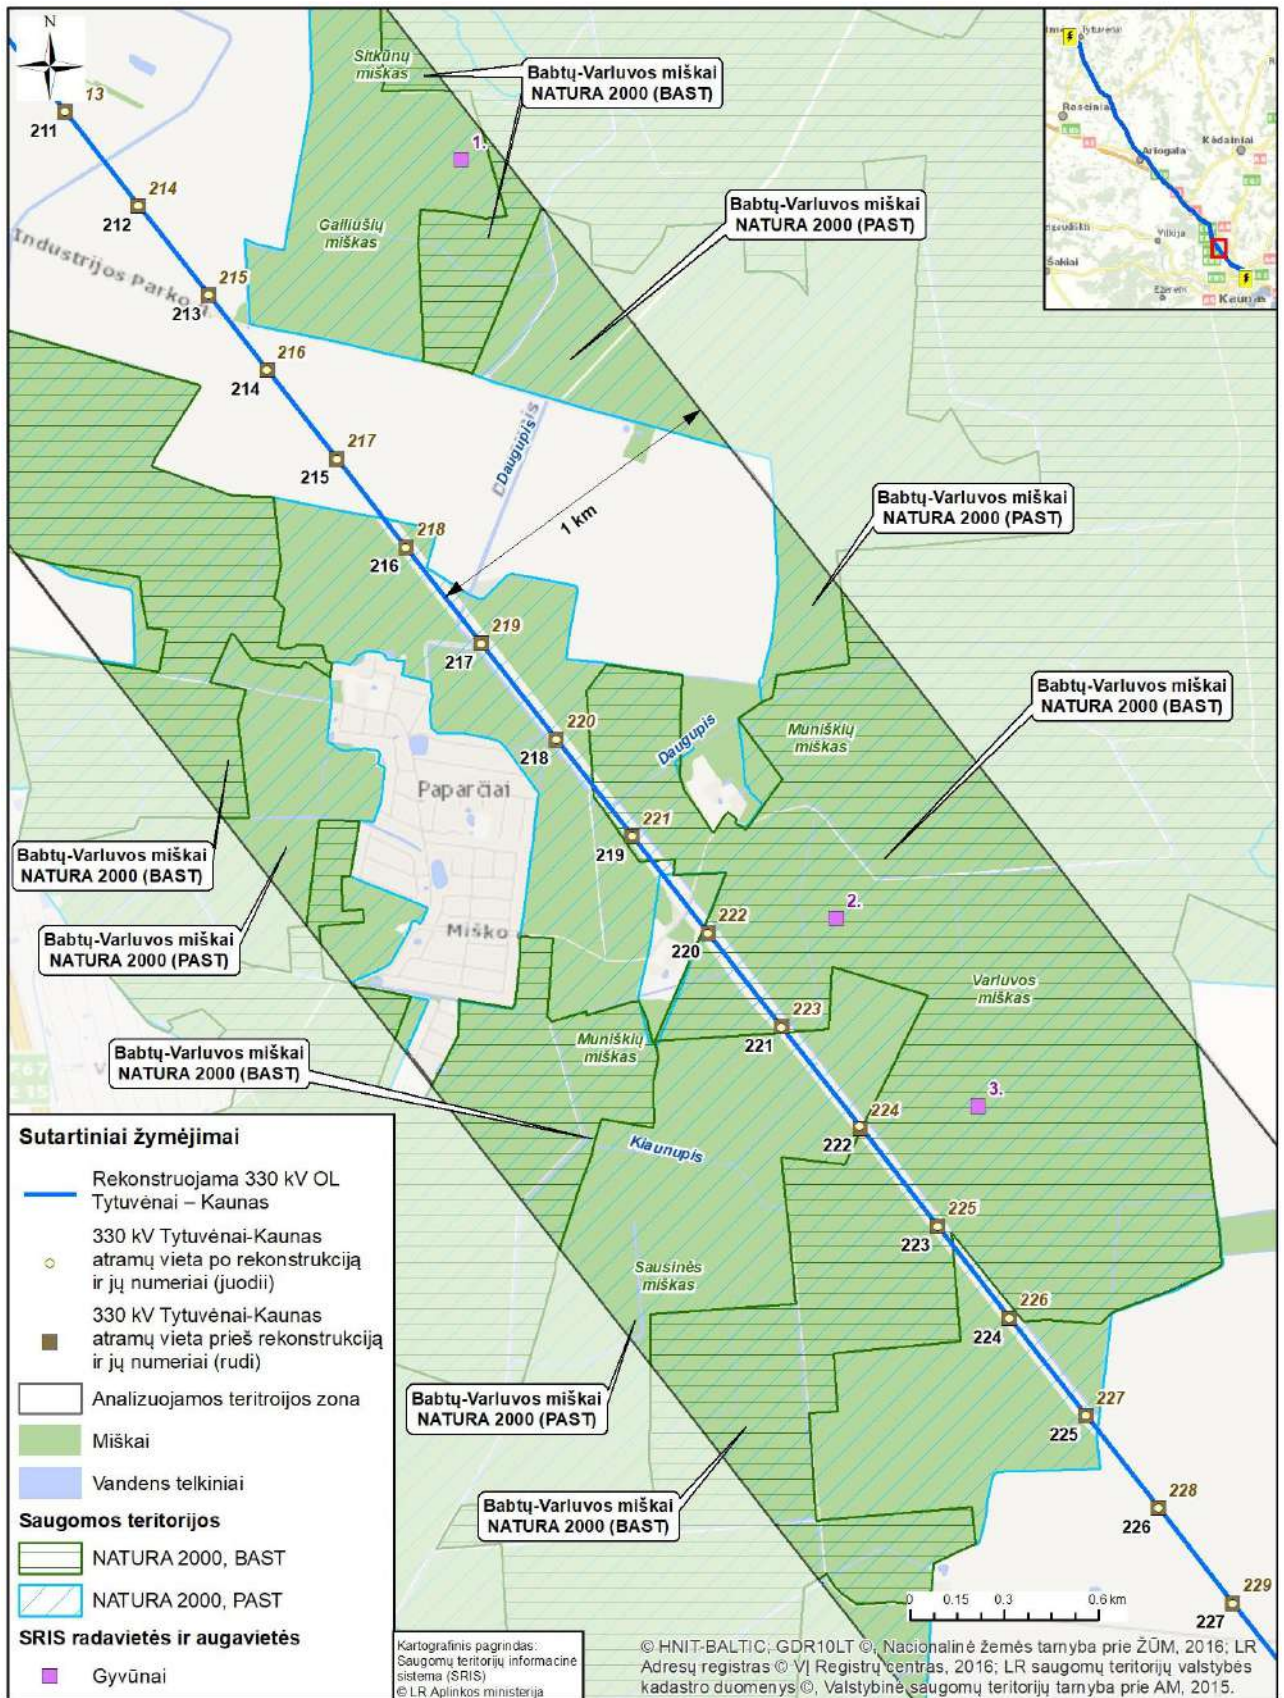 N
13
211
214
212
215
213
216
214
217
215
218
216
219
217
220
218
221
219
222
220
223
221
224
222
225
223
226
224
227
225
228
226
229
227
Sitkūnų
miškas
Babtų-Varluvos miškai
NATURA 2000 (BAST)
1.
Gailiušių
miškas
Babtų-Varluvos miškai
NATURA 2000 (PAST)
Industrijos Parko
Daugupis
1 km
Babtų-Varluvos miškai
NATURA 2000 (PAST)
Babtų-Varluvos miškai
NATURA 2000 (BAST)
Daugupis
Muniškių
miškas
Paparčiai
Babtų-Varluvos miškai
NATURA 2000 (BAST)
Babtų-Varluvos miškai
NATURA 2000 (PAST)
Miško
2.
Varluvos
miškas
Muniškių
miškas
Babtų-Varluvos miškai
NATURA 2000 (BAST)
3.
Kiaunupis
Sausinės
miškas
Babtų-Varluvos miškai
NATURA 2000 (PAST)
Babtų-Varluvos miškai
NATURA 2000 (BAST)
Tytuvėnai
Raseiniai
Ariogala
Kėdainiai
Vilkija
Šakiai
Kaunas
Sutartiniai žymėjimai
Rekonstruojama 330 kV OL
Tytuvėnai – Kaunas
330 kV Tytuvėnai-Kaunas
atramų vieta po rekonstrukciją
ir jų numeriai (juodii)
330 kV Tytuvėnai-Kaunas
atramų vieta prieš rekonstrukciją
ir jų numeriai (rudi)
Analizuojamos teritroijos zona
Miškai
Vandens telkiniai
Saugomos teritorijos
NATURA 2000, BAST
NATURA 2000, PAST
SRIS radavietės ir augavietės
Gyvūnai
Kartografinis pagrindas:
Saugomų teritorijų informacinė
sistema (SRIS)
© LR Aplinkos ministerija
0 0.15 0.3 0.6 km
© HNIT-BALTIC, GDR10LT ©, Nacionalinė žemės tarnyba prie ŽŪM, 2016; LR
Adresų registras © VĮ Registrų centras, 2016; LR saugomų teritorijų valstybės
kadastro duomenys ©, Valstybinė saugomų teritorijų tarnyba prie AM, 2015.